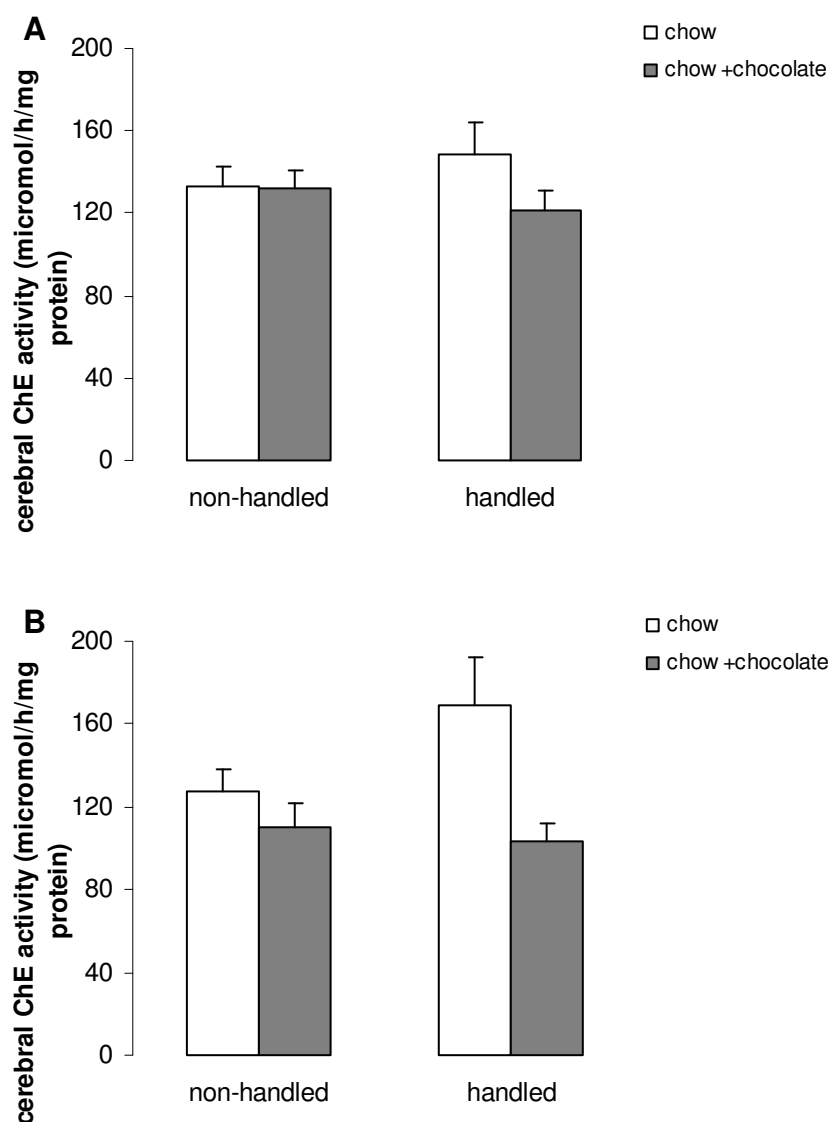 A
chow
chow +chocolate
cerebral ChE activity (micromol/h/mg
protein)
200
160
120
80
40
0
non-handled handled
B
chow
chow +chocolate
cerebral ChE activity (micromol/h/mg
protein)
200
160
120
80
40
0
non-handled handled